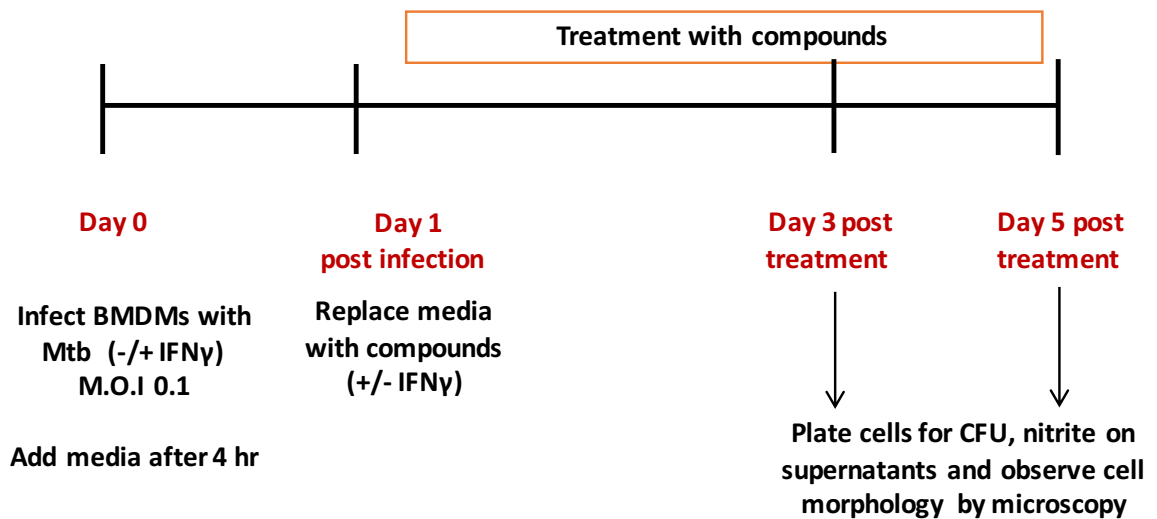 Treatment with compounds
Day 0
Infect BMDMs with
Mtb (-/+ IFNγ)
M.O.I 0.1
Add media after 4 hr
Day 1
post infection
Replace media
with compounds
(+/- IFNγ)
Day 3 post
treatment
Day 5 post
treatment
Plate cells for CFU, nitrite on
supernatants and observe cell
morphology by microscopy